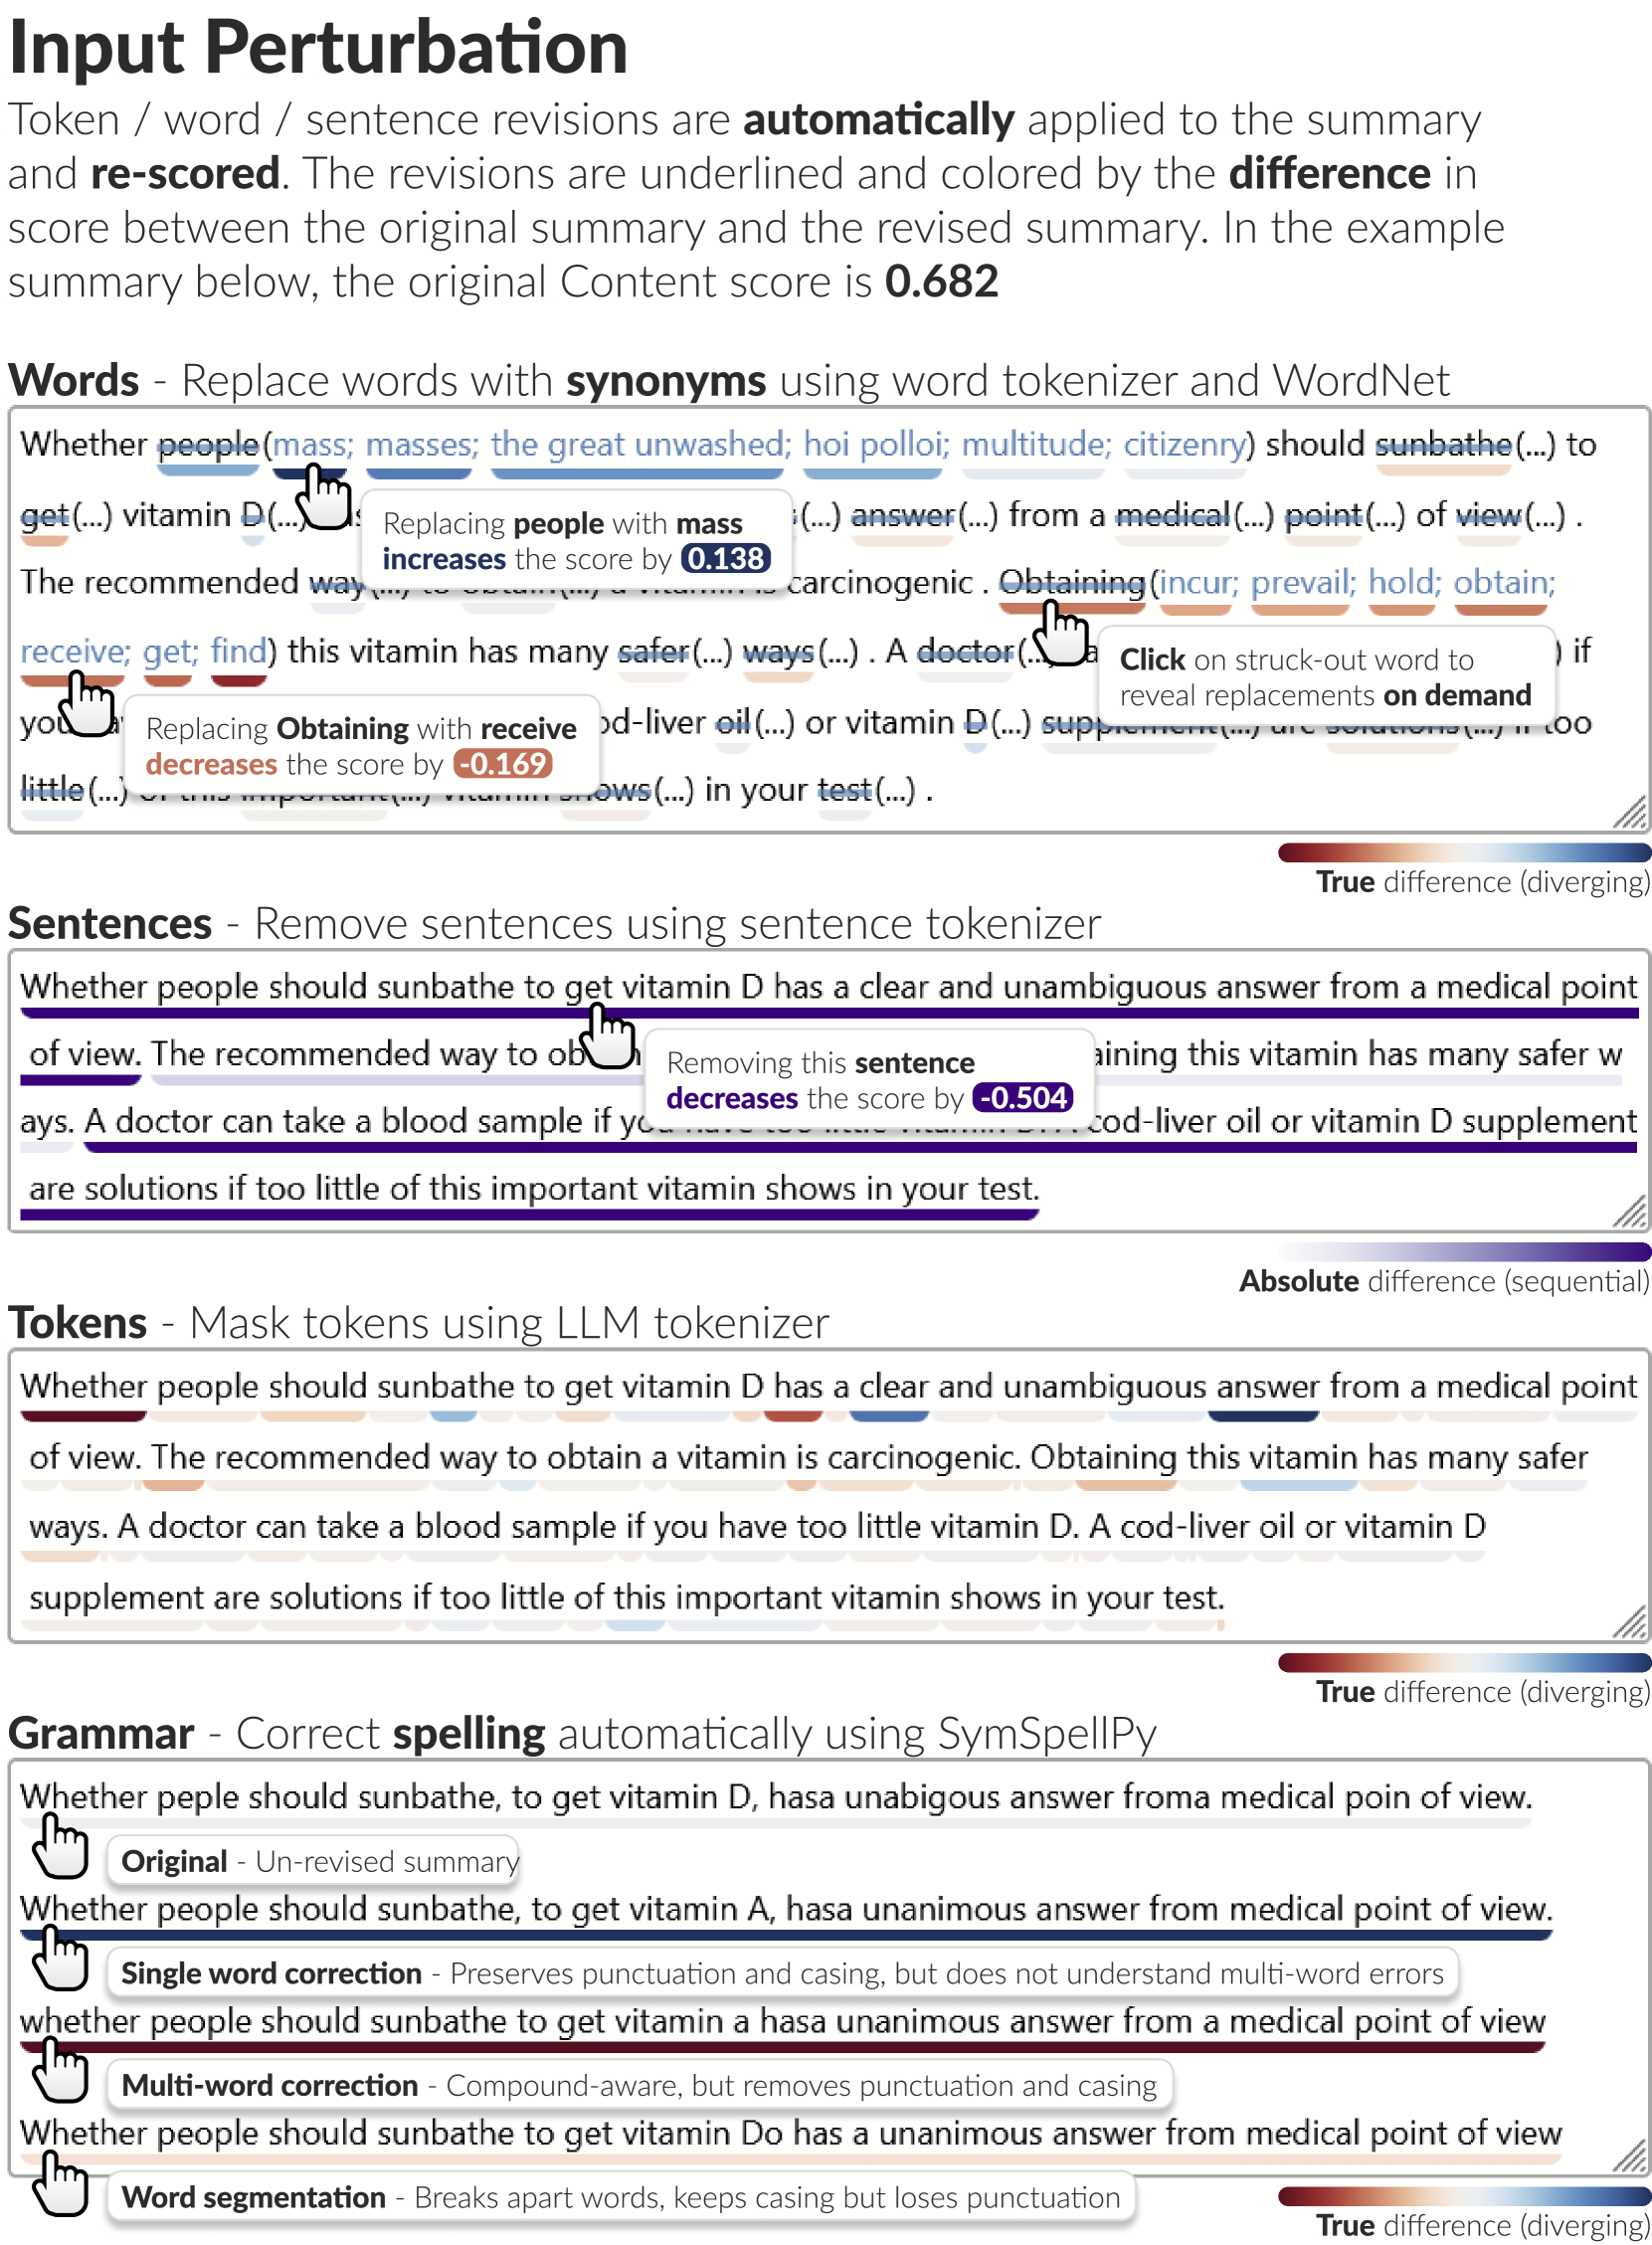 Input Perturbation
Token / word / sentence revisions are automatically applied to the summary
and re-scored. The revisions are underlined and colored by the difference in
score between the original summary and the revised summary. In the example
summary below, the original Content score is 0.682
Words - Replace words with synonyms using word tokenizer and WordNet
Whether people(mass; masses; the great unwashed; hoi polloi; multitude; citizenry) should sunbathe(...) to
get(...) vitamin D(...) (...) answer(...) from a medical(...) point(...) of view(...) .
Replacing people with mass
increases the score by 0.138
The recommended way(...) to obtain(...) a vitamin is carcinogenic . Obtaining(incur; prevail; hold; obtain;
receive; get; find) this vitamin has many safer(...) ways(...) . A doctor(... ) if
Click on struck-out word to
reveal replacements on demand
Replacing Obtaining with receive
decreases the score by -0.169
you cod-liver oil(...) or vitamin D(...) supplement(...) are solutions(...) if too
little(...) of this important(...) vitamin shows(...) in your test(...) .
True difference (diverging)
Sentences - Remove sentences using sentence tokenizer
Whether people should sunbathe to get vitamin D has a clear and unambiguous answer from a medical point
of view. The recommended way to ob aining this vitamin has many safer w
Removing this sentence
decreases the score by -0.504
ays. A doctor can take a blood sample if you have too little vitamin D. A cod-liver oil or vitamin D supplement
are solutions if too little of this important vitamin shows in your test.
Absolute difference (sequential)
Tokens - Mask tokens using LLM tokenizer
Whether people should sunbathe to get vitamin D has a clear and unambiguous answer from a medical point
of view. The recommended way to obtain a vitamin is carcinogenic. Obtaining this vitamin has many safer
ways. A doctor can take a blood sample if you have too little vitamin D. A cod-liver oil or vitamin D
supplement are solutions if too little of this important vitamin shows in your test.
True difference (diverging)
Grammar - Correct spelling automatically using SymSpellPy
Whether peple should sunbathe, to get vitamin D, hasa unabigous answer froma medical poin of view.
Original - Un-revised summary
Whether people should sunbathe, to get vitamin A, hasa unanimous answer from medical point of view.
Single word correction - Preserves punctuation and casing, but does not understand multi-word errors
whether people should sunbathe to get vitamin a hasa unanimous answer from a medical point of view
Multi-word correction - Compound-aware, but removes punctuation and casing
Whether people should sunbathe to get vitamin Do has a unanimous answer from medical point of view
Word segmentation - Breaks apart words, keeps casing but loses punctuation
True difference (diverging)